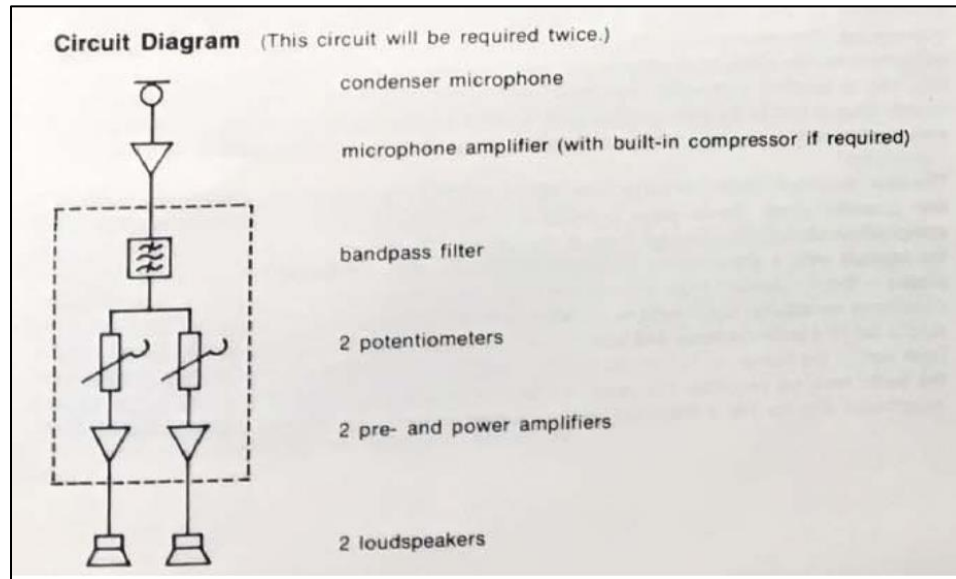 Circuit Diagram (This circuit will be required twice.)
condenser microphone
microphone amplifier (with built-in compressor if required)
bandpass filter
2 potentiometers
2 pre- and power amplifiers
2 loudspeakers